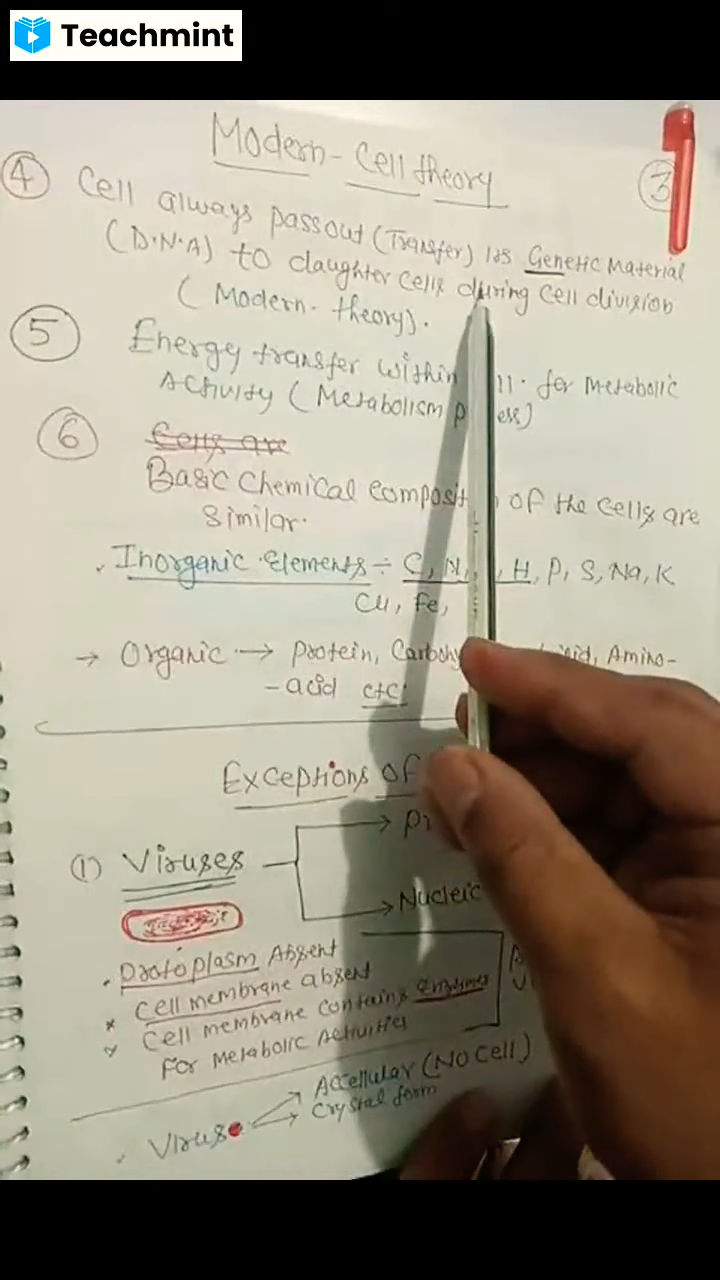 Teachmint
Modern-Cell theory
④ Cell always passout (Transfer) its Genetic Material
③
(D.N.A) to daughter cells during cell division
(Modern-theory).
⑤ Energy transfer within for Metabolic
Activity (Metabolism
⑥ Cells are
Basic Chemical of the cells are
Similar.
Inorganic Elements ÷ C, N, H, P, S, Na, K
Cu, Fe,
→ Organic → Protein, Amino-
-acid etc
Exceptions of
① Viruses
Nucleic
Protoplasm Absent
Cell membrane absent
Cell membrane contains Enzymes
For Metabolic Activities
Virus
Accellular (No Cell)
Crystal form